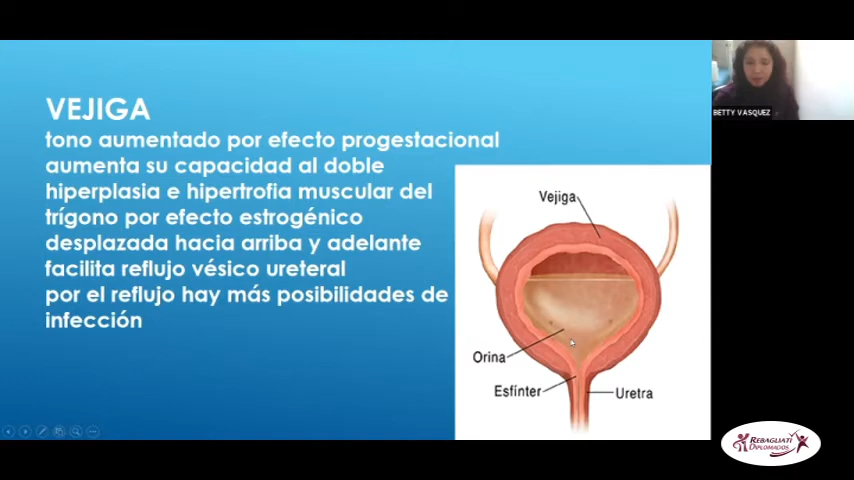 VEJIGA
tono aumentado por efecto progestacional
aumenta su capacidad al doble
hiperplasia e hipertrofia muscular del
trígono por efecto estrogénico
desplazada hacia arriba y adelante
facilita reflujo vésico ureteral
por el reflujo hay más posibilidades de
infección
Vejiga
Orina
Esfínter
Uretra
BETTY VASQUEZ
REBAGLIATI
DIPLOMADOS